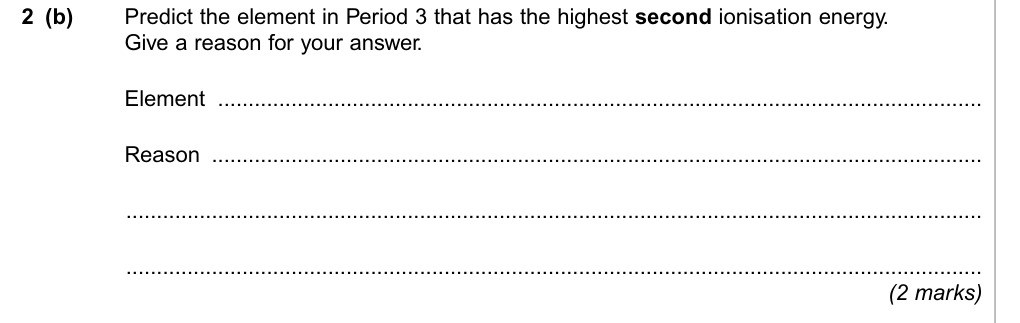 2 (b) Predict the element in Period 3 that has the highest second ionisation energy.
Give a reason for your answer.
Element ................................................................................................................................
Reason .................................................................................................................................
................................................................................................................................................
................................................................................................................................................
(2 marks)